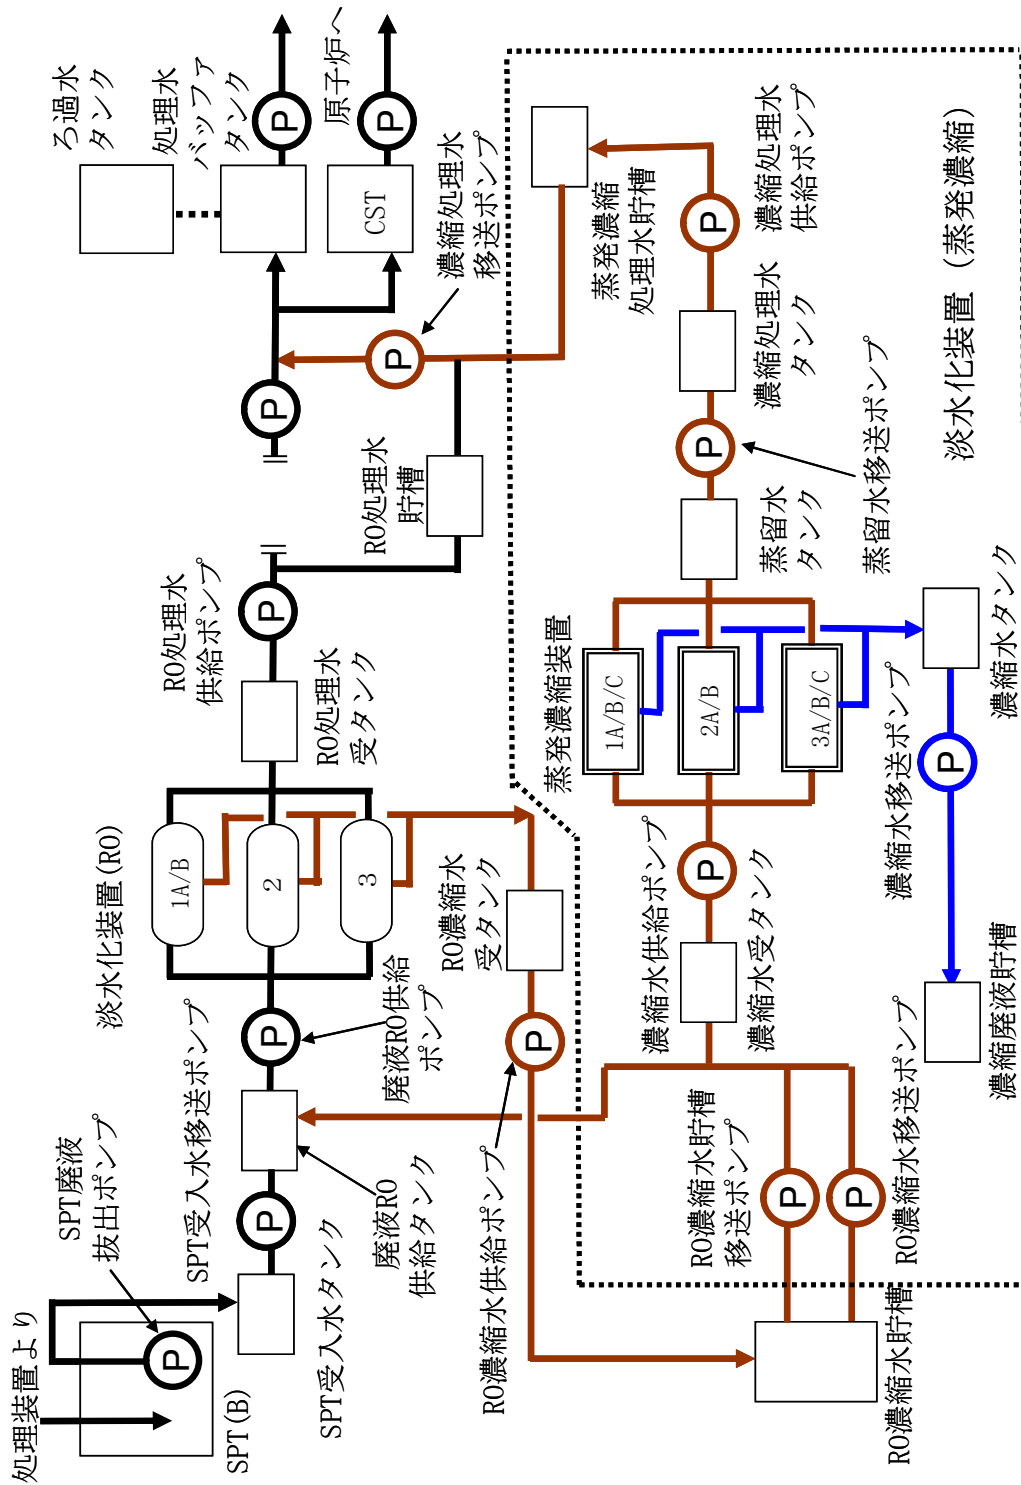 処理装置より
SPT(B)
SPT廃液
抜出ポンプ
P
SPT受入水タンク
SPT受入水移送ポンプ
P
廃液RO
供給タンク
廃液RO供給
ポンプ
P
淡水化装置(RO)
1A/B
2
3
RO処理水
受タンク
RO処理水
供給ポンプ
P
RO処理水
貯槽
P
濃縮処理水
移送ポンプ
P
ろ過水
タンク
処理水
バッファ
タンク
P
CST
P
原子炉へ
RO濃縮水
受タンク
RO濃縮水供給ポンプ
P
RO濃縮水貯槽
RO濃縮水貯槽
移送ポンプ
P
RO濃縮水移送ポンプ
P
濃縮水受タンク
濃縮水供給ポンプ
P
蒸発濃縮装置
1A/B/C
2A/B
3A/B/C
蒸留水
タンク
蒸留水移送ポンプ
P
濃縮処理水
タンク
濃縮処理水
供給ポンプ
P
蒸発濃縮
処理水貯槽
濃縮水タンク
濃縮水移送ポンプ
P
濃縮廃液貯槽
淡水化装置(蒸発濃縮)